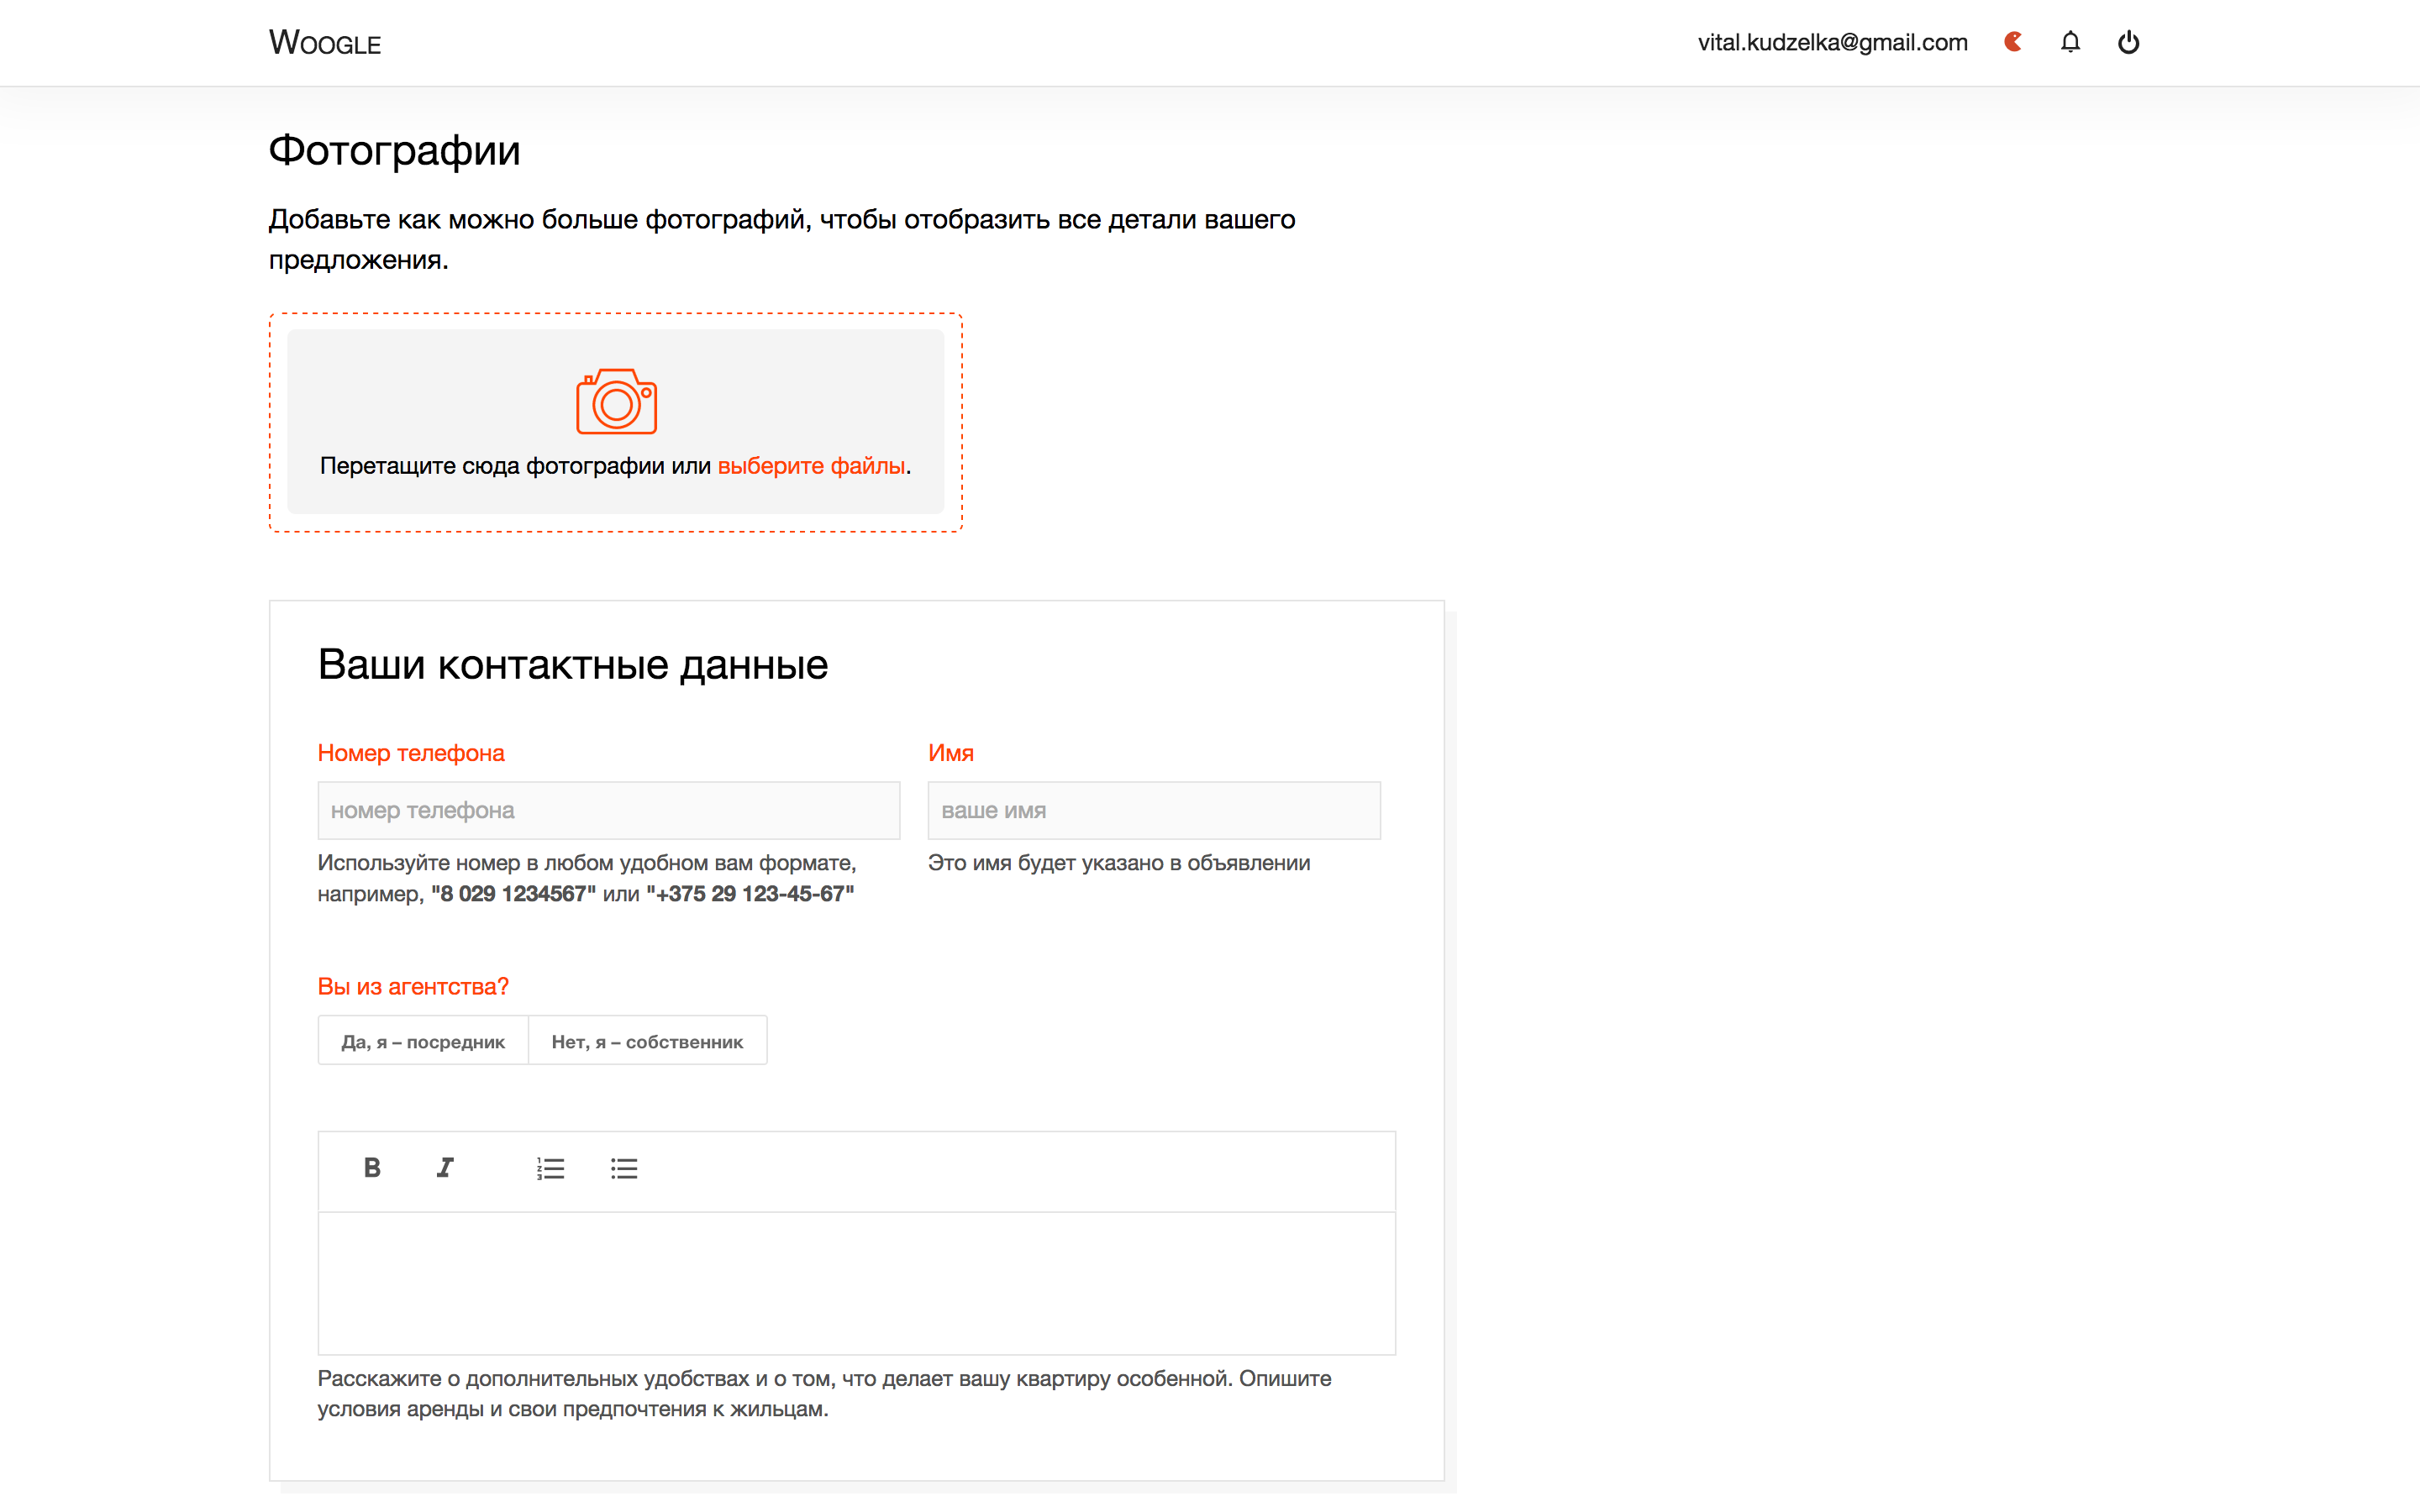 WOOGLE
vital.kudzelka@gmail.com
Фотографии
Добавьте как можно больше фотографий, чтобы отобразить все детали вашего
предложения.
Перетащите сюда фотографии или выберите файлы.
Ваши контактные данные
Номер телефона
Имя
номер телефона
ваше имя
Используйте номер в любом удобном вам формате,
например, "8 029 1234567" или "+375 29 123-45-67"
Это имя будет указано в объявлении
Вы из агентства?
Да, я – посредник
Нет, я – собственник
B I
Расскажите о дополнительных удобствах и о том, что делает вашу квартиру особенной. Опишите
условия аренды и свои предпочтения к жильцам.